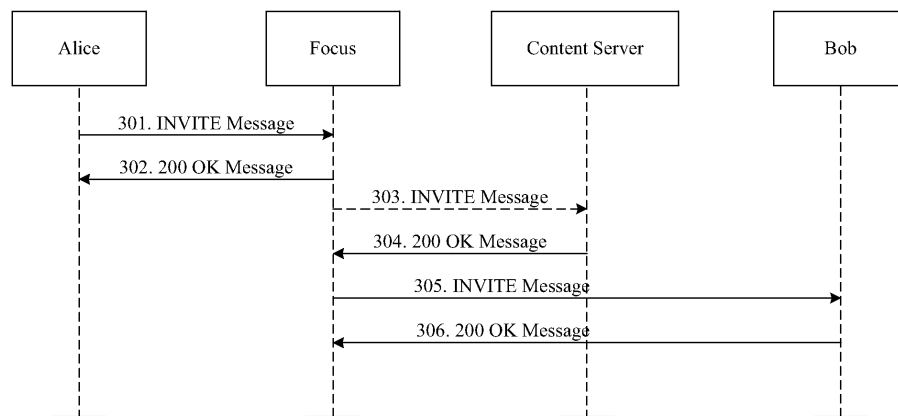 Alice
Focus
Content Server
Bob
301. INVITE Message
302. 200 OK Message
303. INVITE Message
304. 200 OK Message
305. INVITE Message
306. 200 OK Message